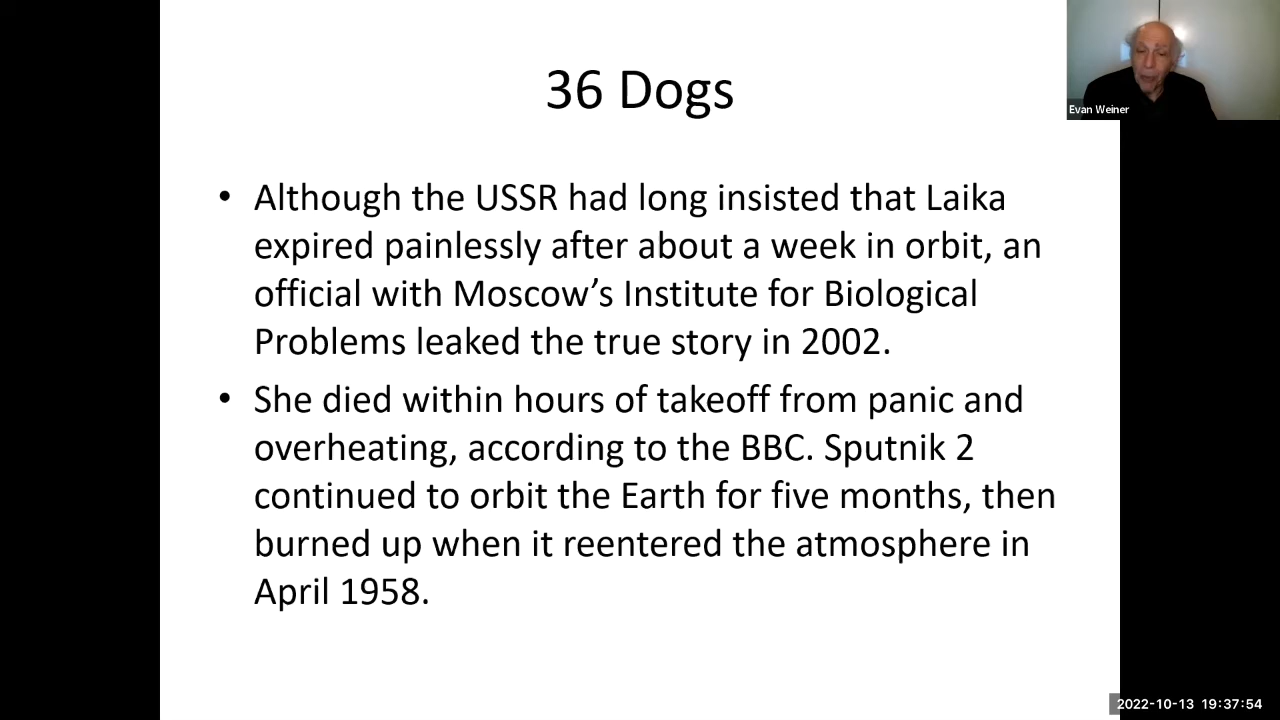 36 Dogs
Evan Weiner
• Although the USSR had long insisted that Laika
expired painlessly after about a week in orbit, an
official with Moscow’s Institute for Biological
Problems leaked the true story in 2002.
• She died within hours of takeoff from panic and
overheating, according to the BBC. Sputnik 2
continued to orbit the Earth for five months, then
burned up when it reentered the atmosphere in
April 1958.
2022-10-13 19:37:54